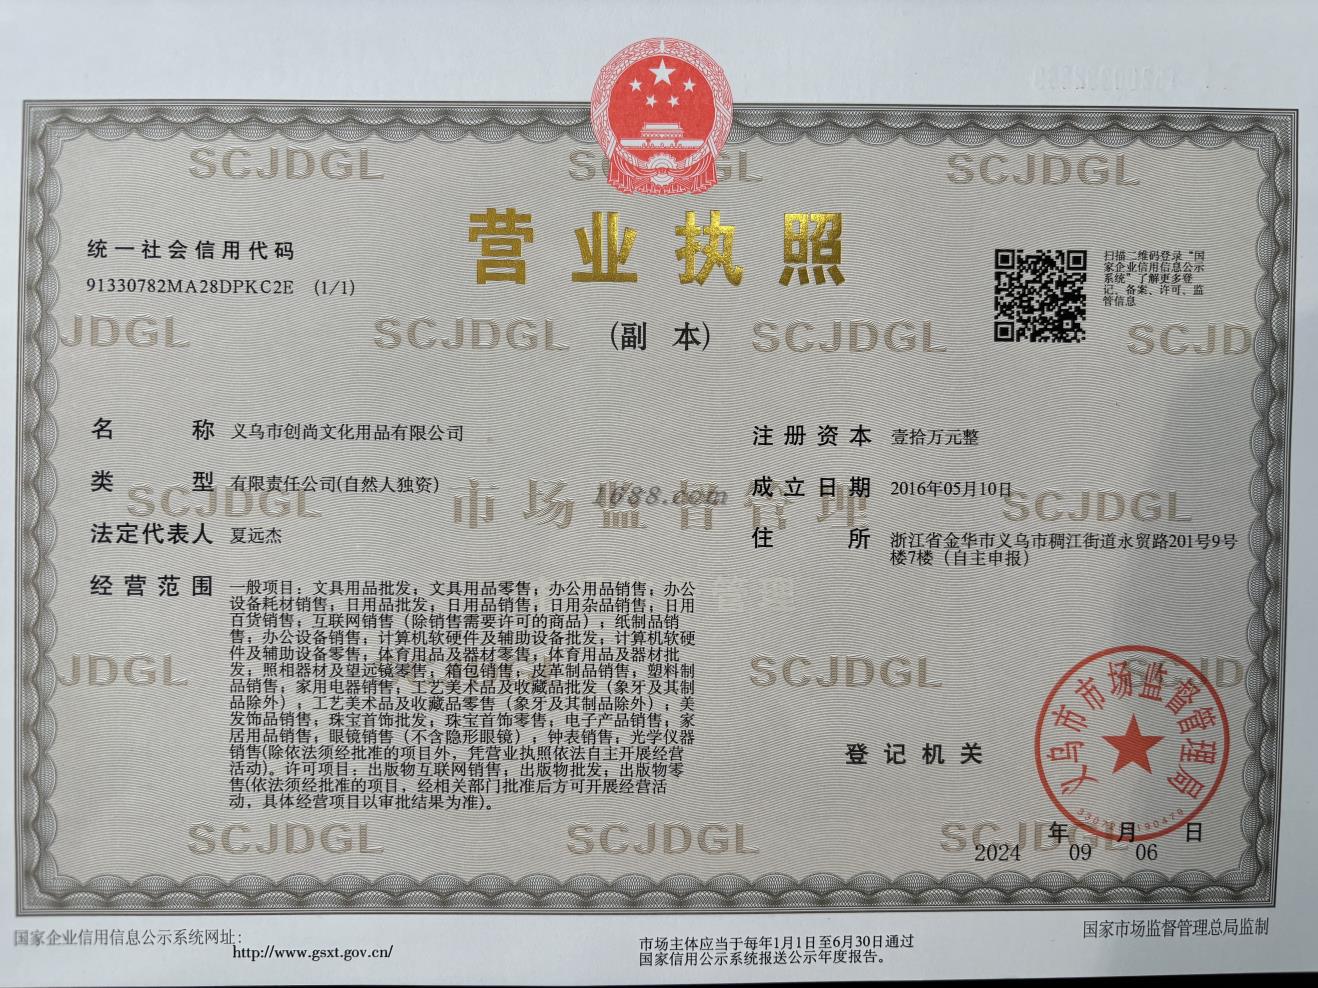 营业执照
（副 本）
统一社会信用代码
91330782MA28DPKC2E (1/1)
扫描二维码登录“国
家企业信用信息公示
系统”了解更多登
记、备案、许可、监
管信息
名 称 义乌市创尚文化用品有限公司
类 型 有限责任公司(自然人独资)
法定代表人 夏远杰
经营范围 一般项目：文具用品批发；文具用品零售；办公用品销售；办公
设备耗材销售；日用品批发；日用品销售；日用杂品销售；日用
百货销售；互联网销售（除销售需要许可的商品）；纸制品销
售；办公设备销售；计算机软硬件及辅助设备批发；计算机软硬
件及辅助设备零售；体育用品及器材零售；体育用品及器材批
发；照相器材及望远镜零售；箱包销售；皮革制品销售；塑料制
品销售；家用电器销售；工艺美术品及收藏品批发（象牙及其制
品除外）；工艺美术品及收藏品零售（象牙及其制品除外）；美
发饰品销售；珠宝首饰批发；珠宝首饰零售；电子产品销售；家
居用品销售；眼镜销售（不含隐形眼镜）；钟表销售；光学仪器
销售(除依法须经批准的项目外，凭营业执照依法自主开展经营
活动)。许可项目：出版物互联网销售；出版物批发；出版物零
售(依法须经批准的项目，经相关部门批准后方可开展经营活
动，具体经营项目以审批结果为准)。
注册资本 壹拾万元整
成立日期 2016年05月10日
住 所 浙江省金华市义乌市稠江街道永贸路201号9号
楼7楼（自主申报）
登记机关
义乌市市场监督管理局
年 月 日
2024 09 06
SCJDGL
SCJDGL
SCJDGL
SCJDGL
SCJDGL
SCJDGL
市场监督管理
1688.com
国家企业信用信息公示系统网址：
http://www.gsxt.gov.cn/
市场主体应当于每年1月1日至6月30日通过
国家信用公示系统报送公示年度报告。
国家市场监督管理总局监制